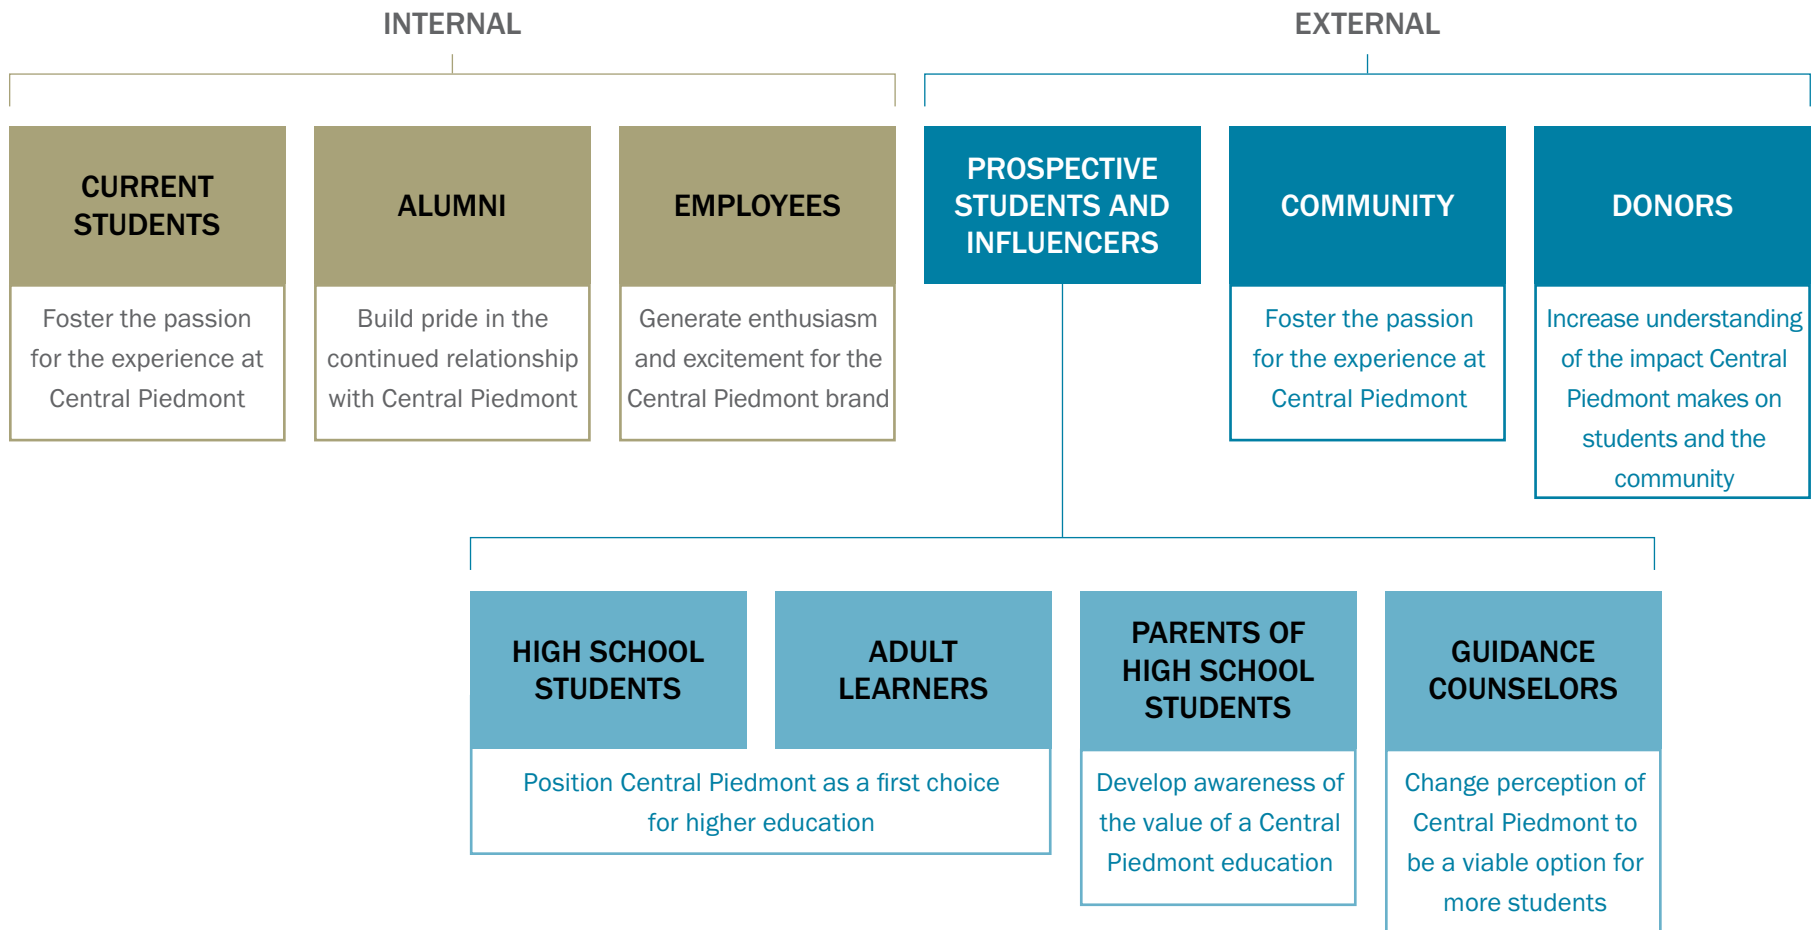 INTERNAL
EXTERNAL
CURRENT
STUDENTS
Foster the passion
for the experience at
Central Piedmont
ALUMNI
Build pride in the
continued relationship
with Central Piedmont
EMPLOYEES
Generate enthusiasm
and excitement for the
Central Piedmont brand
PROSPECTIVE
STUDENTS AND
INFLUENCERS
COMMUNITY
Foster the passion
for the experience at
Central Piedmont
DONORS
Increase understanding
of the impact Central
Piedmont makes on
students and the
community
HIGH SCHOOL
STUDENTS
ADULT
LEARNERS
Position Central Piedmont as a first choice
for higher education
PARENTS OF
HIGH SCHOOL
STUDENTS
Develop awareness of
the value of a Central
Piedmont education
GUIDANCE
COUNSELORS
Change perception of
Central Piedmont to
be a viable option for
more students